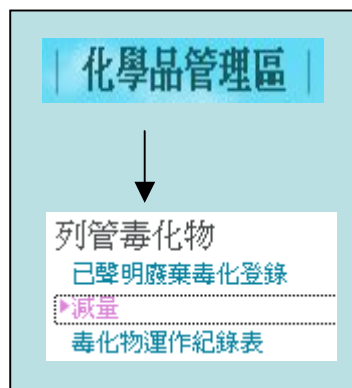 | 化學品管理區 |
列管毒化物
已聲明廢棄毒化登錄
減量
毒化物運作紀錄表